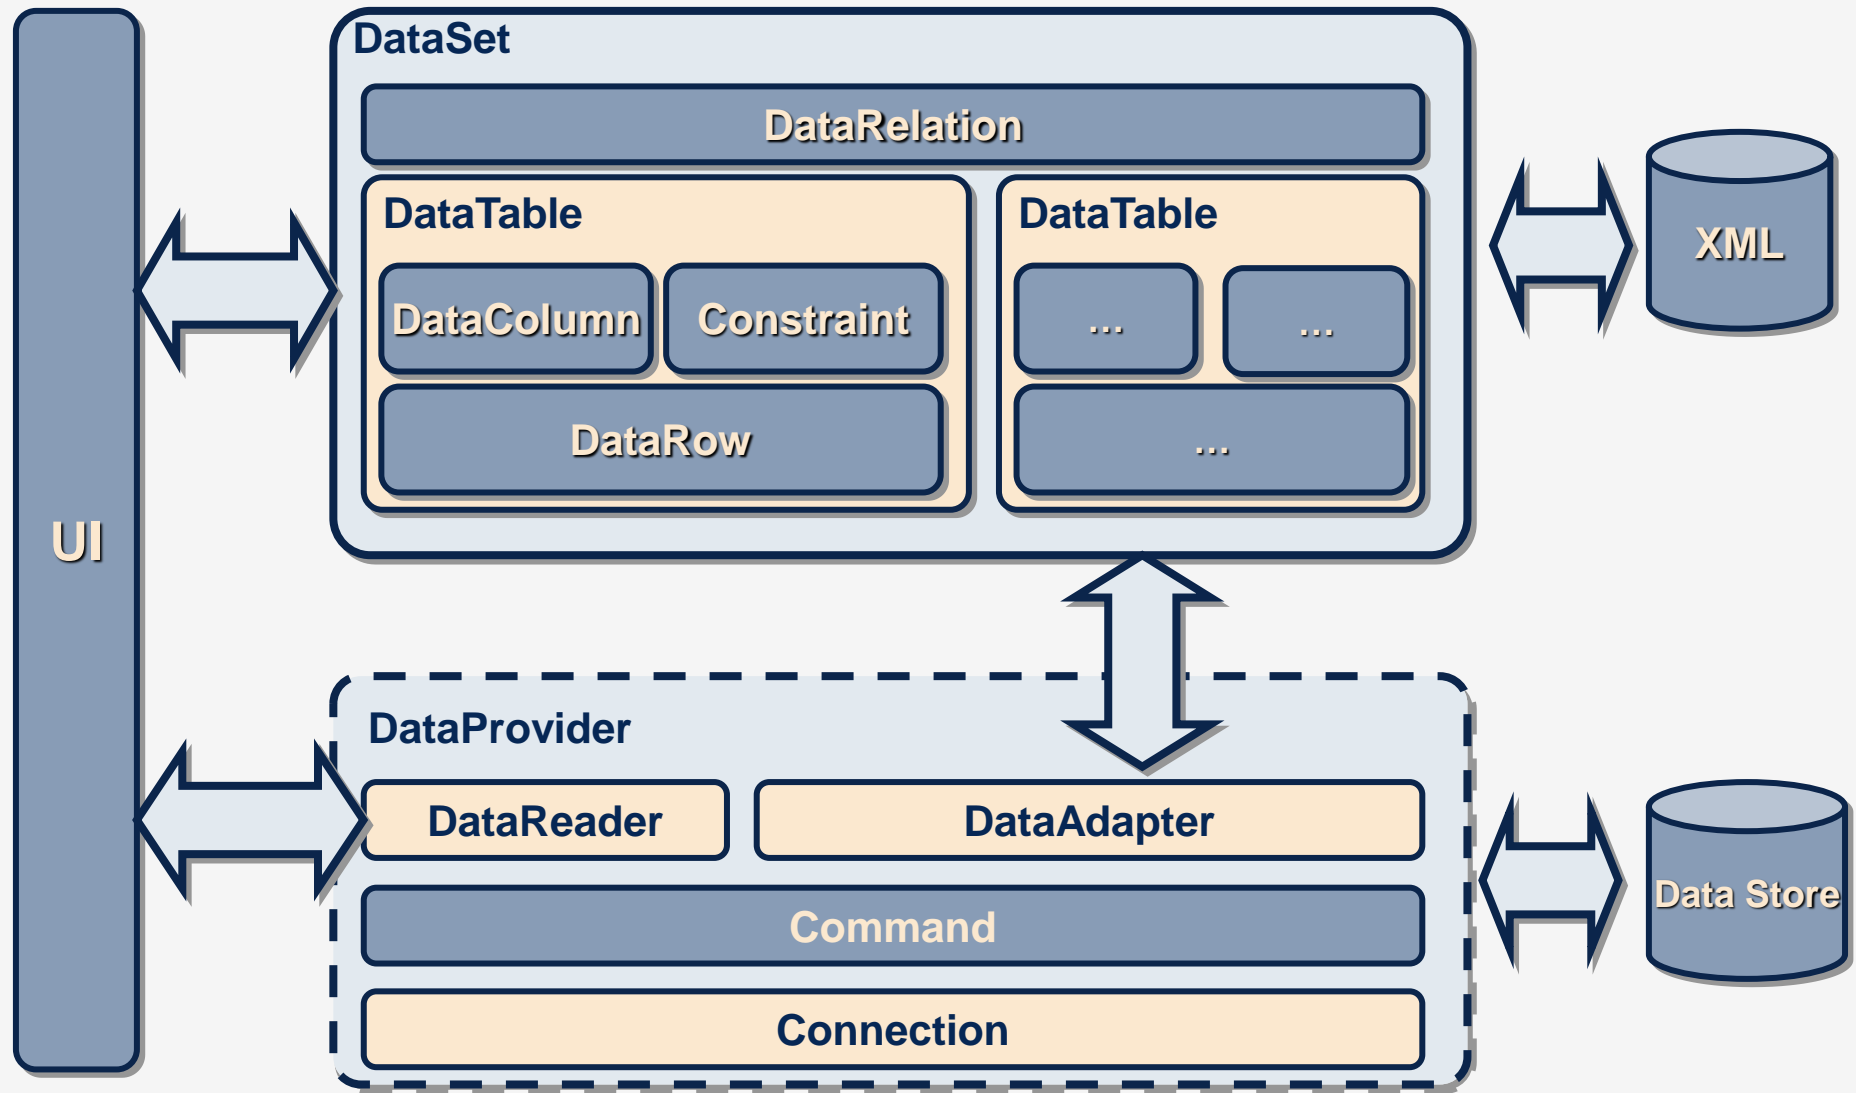 UI
DataSet
DataRelation
DataTable
DataColumn
Constraint
DataRow
DataTable
...
...
...
XML
DataProvider
DataReader
DataAdapter
Command
Connection
Data Store